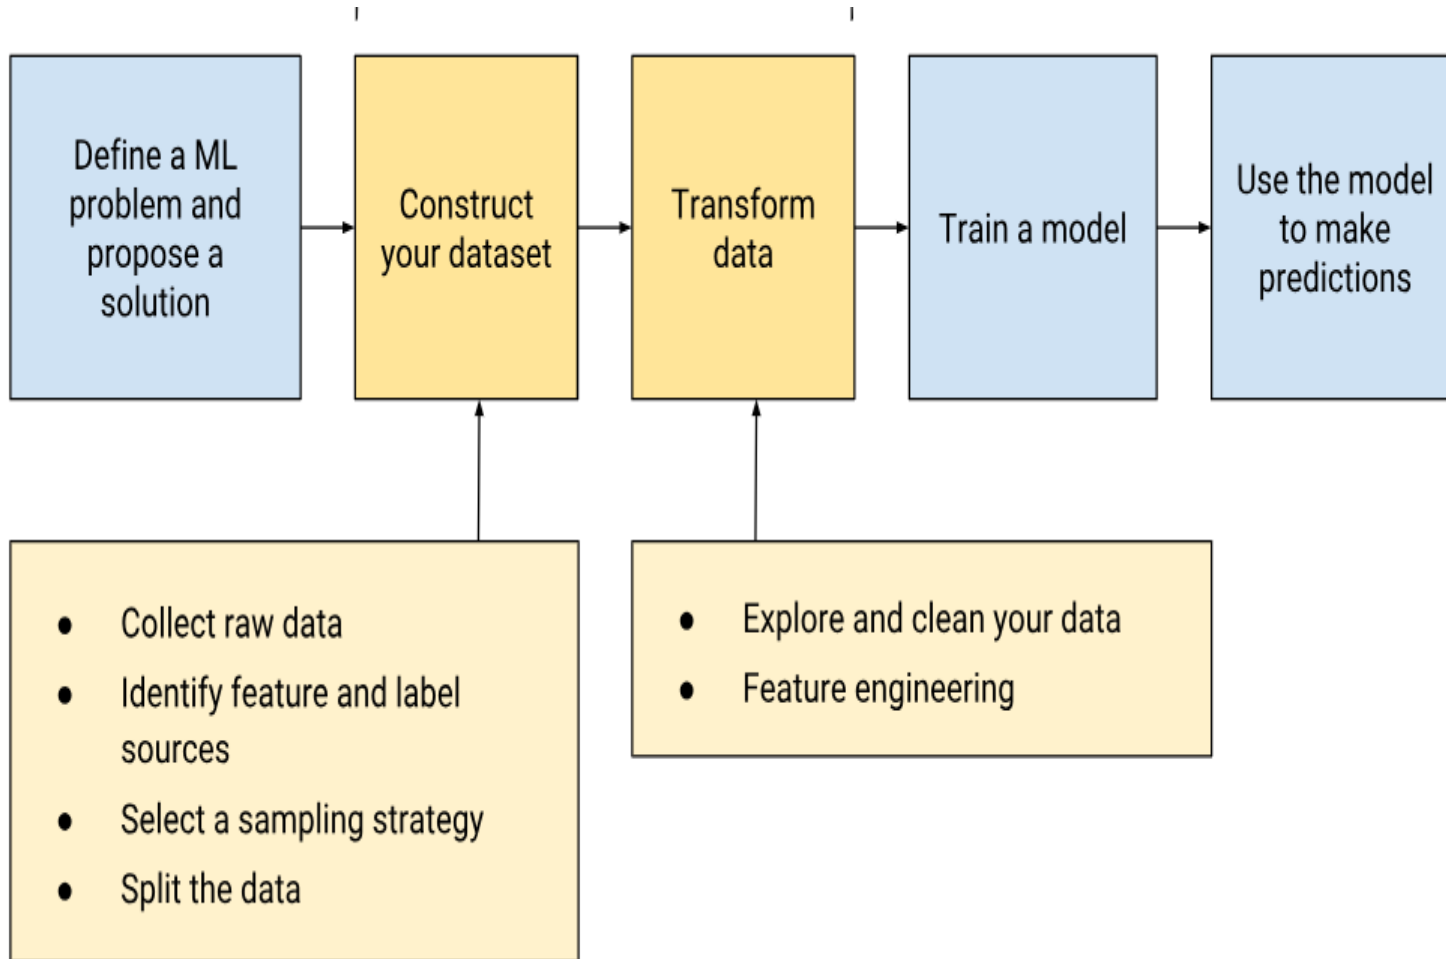 Define a ML
problem and
propose a
solution
Construct
your dataset
Transform
data
Train a model
Use the model
to make
predictions
● Collect raw data
● Identify feature and label
sources
● Select a sampling strategy
● Split the data
● Explore and clean your data
● Feature engineering